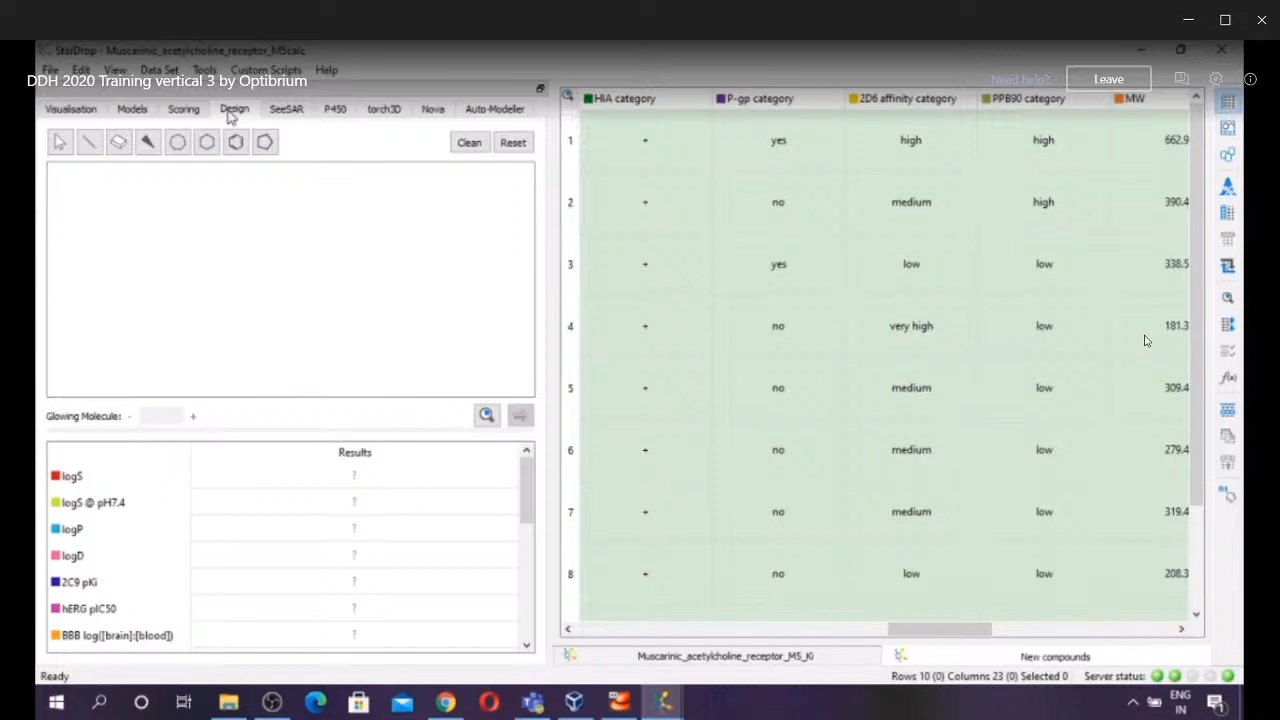 StarDrop - Muscarinic_acetylcholine_receptor_M5calc
File Edit View Data Set Tools Custom Scripts Help
DDH 2020 Training vertical 3 by Optibrium
Need help?
Leave
Visualisation Models Scoring Design SeeSAR P450 torch3D Nova Auto-Modeller
Clean Reset
Glowing Molecule: - +
Results
logS ?
logS @ pH7.4 ?
logP ?
logD ?
2C9 pKi ?
hERG pIC50 ?
BBB log([brain]:[blood]) ?
HIA category P-gp category 2D6 affinity category PPB90 category MW
1 + yes high high 662.9
2 + no medium high 390.4
3 + yes low low 338.5
4 + no very high low 181.3
5 + no medium low 309.4
6 + no medium low 279.4
7 + no medium low 319.4
8 + no low low 208.3
f(x)
Muscarinic_acetylcholine_receptor_M5_Ki New compounds
Ready
Rows 10 (0) Columns 23 (0) Selected 0 Server status:
ENG
IN
1